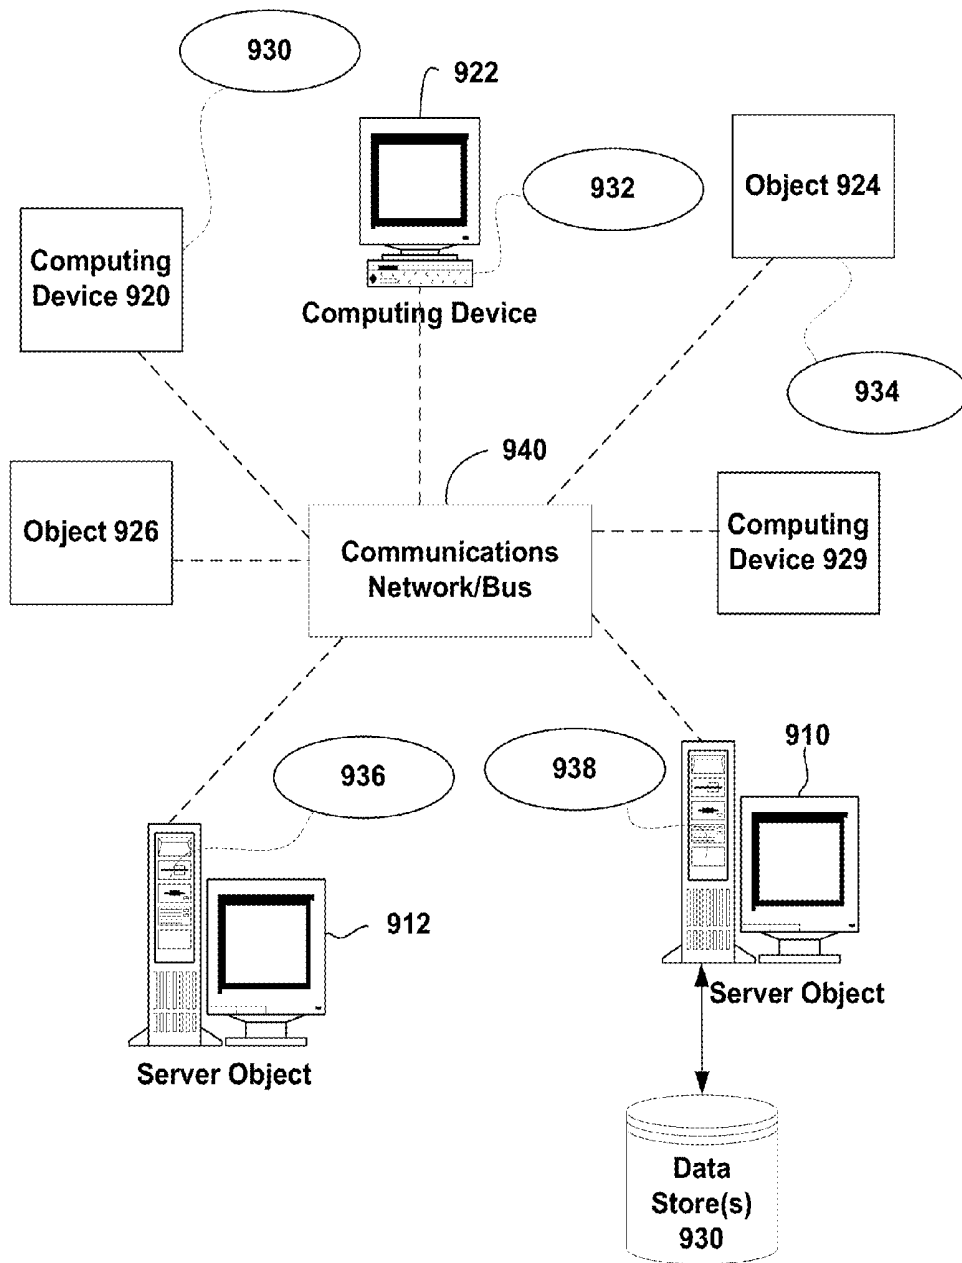 930
922
932
Object 924
Computing
Device 920
Computing Device
934
940
Object 926
Communications
Network/Bus
Computing
Device 929
936
938
910
912
Server Object
Server Object
Data
Store(s)
930